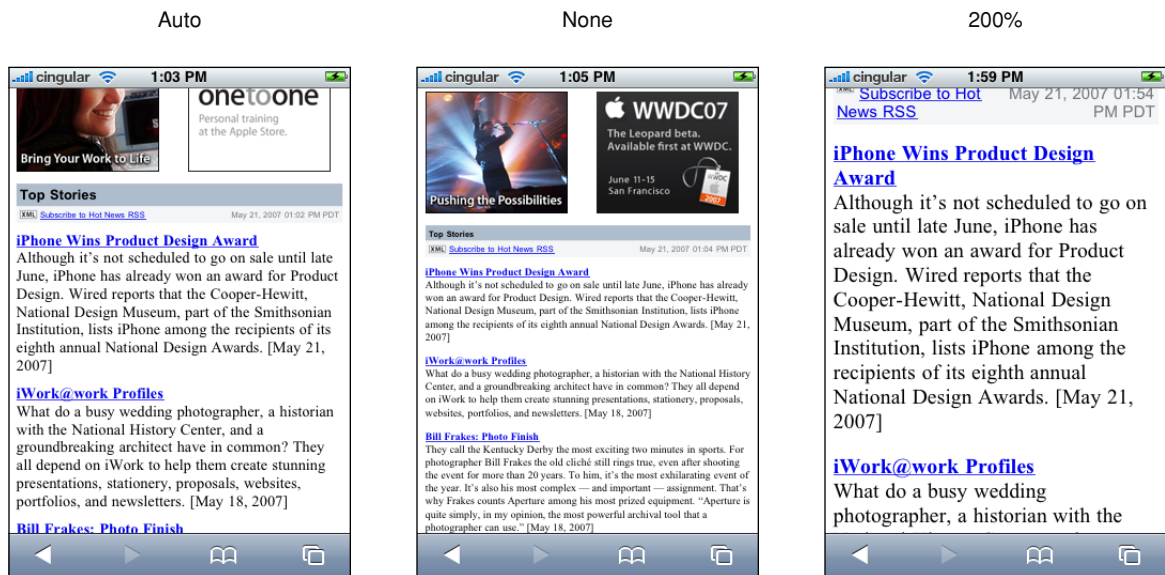 Auto
None
200%
cingular 1:03 PM
onetoone
Personal training
at the Apple Store.
Bring Your Work to Life
Top Stories
XML Subscribe to Hot News RSS May 21, 2007 01:02 PM PDT
iPhone Wins Product Design Award
Although it's not scheduled to go on sale until late
June, iPhone has already won an award for Product
Design. Wired reports that the Cooper-Hewitt,
National Design Museum, part of the Smithsonian
Institution, lists iPhone among the recipients of its
eighth annual National Design Awards. [May 21,
2007]
iWork@work Profiles
What do a busy wedding photographer, a historian
with the National History Center, and a
groundbreaking architect have in common? They
all depend on iWork to help them create stunning
presentations, stationery, proposals, websites,
portfolios, and newsletters. [May 18, 2007]
Bill Frakes: Photo Finish
cingular 1:05 PM
Pushing the Possibilities
WWDC07
The Leopard beta.
Available first at WWDC.
June 11-15
San Francisco
WWDC
2007
Top Stories
XML Subscribe to Hot News RSS May 21, 2007 01:04 PM PDT
iPhone Wins Product Design Award
Although it's not scheduled to go on sale until late June, iPhone has already
won an award for Product Design. Wired reports that the Cooper-Hewitt,
National Design Museum, part of the Smithsonian Institution, lists iPhone
among the recipients of its eighth annual National Design Awards. [May 21,
2007]
iWork@work Profiles
What do a busy wedding photographer, a historian with the National History
Center, and a groundbreaking architect have in common? They all depend
on iWork to help them create stunning presentations, stationery, proposals,
websites, portfolios, and newsletters. [May 18, 2007]
Bill Frakes: Photo Finish
They call the Kentucky Derby the most exciting two minutes in sports. For
photographer Bill Frakes the old cliché still rings true, even after shooting
the event for more than 20 years. To him, it's the most exhilarating event of
the year. It's also his most complex — and important — assignment. That's
why Frakes counts Aperture among his most prized equipment. “Aperture is
quite simply, in my opinion, the most powerful archival tool that a
photographer can use.” [May 18, 2007]
cingular 1:59 PM
XML Subscribe to Hot May 21, 2007 01:54
News RSS PM PDT
iPhone Wins Product Design
Award
Although it's not scheduled to go on
sale until late June, iPhone has
already won an award for Product
Design. Wired reports that the
Cooper-Hewitt, National Design
Museum, part of the Smithsonian
Institution, lists iPhone among the
recipients of its eighth annual
National Design Awards. [May 21,
2007]
iWork@work Profiles
What do a busy wedding
photographer, a historian with the